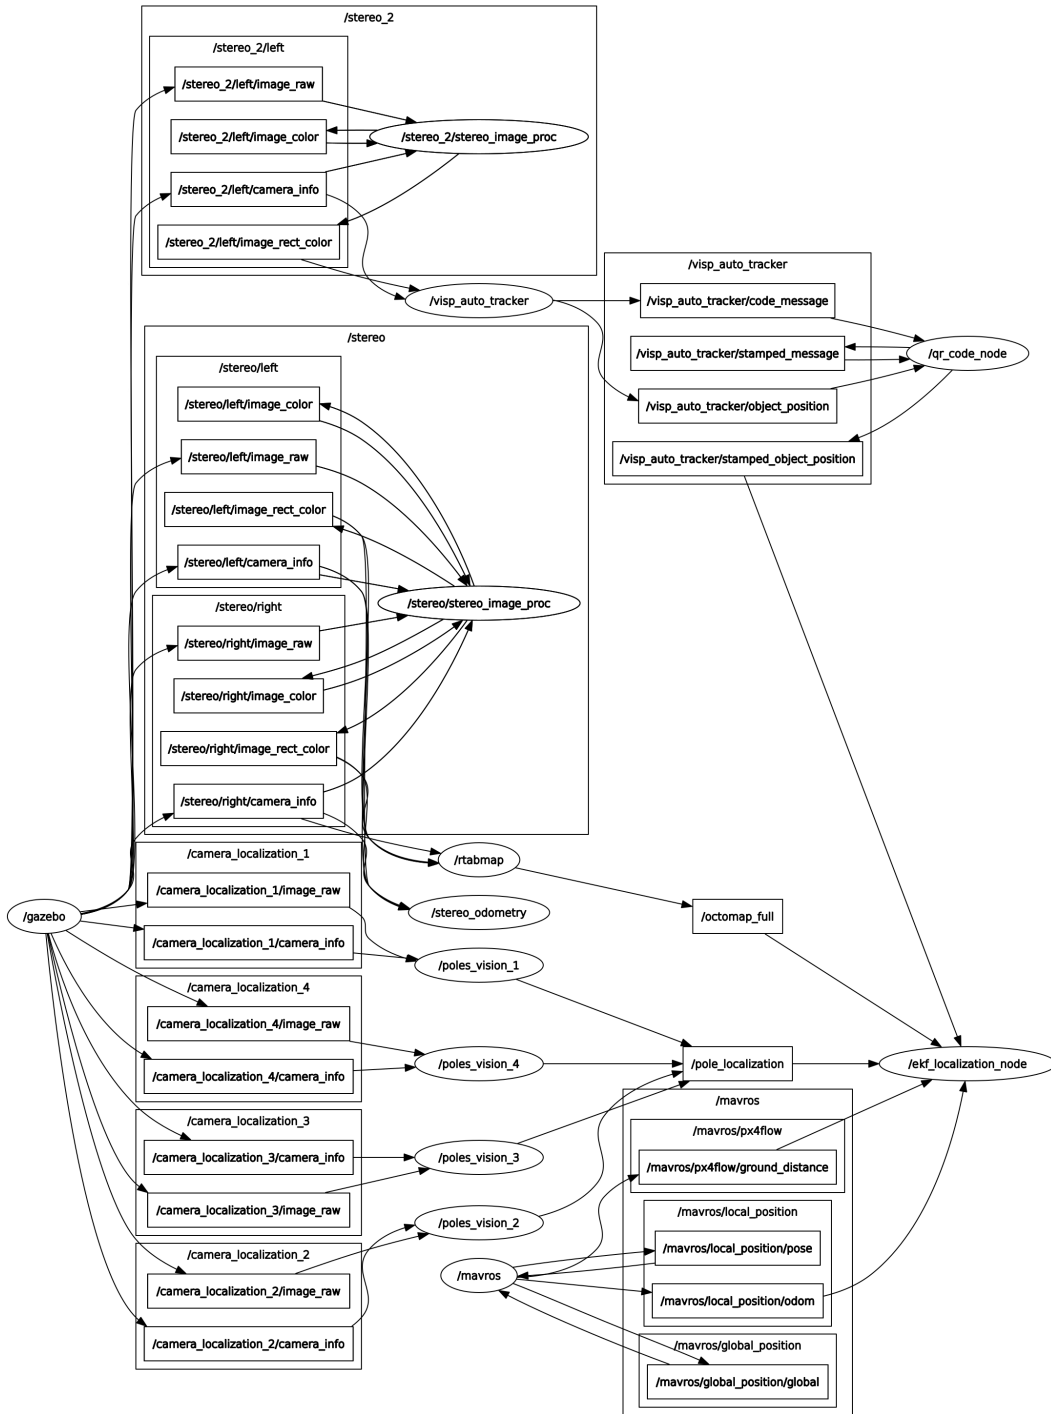 /stereo_2
/stereo_2/left
/stereo_2/left/image_raw
/stereo_2/left/image_color
/stereo_2/stereo_image_proc
/stereo_2/left/camera_info
/stereo_2/left/image_rect_color
/visp_auto_tracker
/visp_auto_tracker
/visp_auto_tracker/code_message
/visp_auto_tracker/stamped_message
/qr_code_node
/visp_auto_tracker/object_position
/visp_auto_tracker/stamped_object_position
/stereo
/stereo/left
/stereo/left/image_color
/stereo/left/image_raw
/stereo/left/image_rect_color
/stereo/left/camera_info
/stereo/stereo_image_proc
/stereo/right
/stereo/right/image_raw
/stereo/right/image_color
/stereo/right/image_rect_color
/stereo/right/camera_info
/rtabmap
/stereo_odometry
/octomap_full
/gazebo
/camera_localization_1
/camera_localization_1/image_raw
/camera_localization_1/camera_info
/poles_vision_1
/camera_localization_4
/camera_localization_4/image_raw
/camera_localization_4/camera_info
/poles_vision_4
/pole_localization
/ekf_localization_node
/camera_localization_3
/camera_localization_3/camera_info
/camera_localization_3/image_raw
/poles_vision_3
/camera_localization_2
/camera_localization_2/image_raw
/camera_localization_2/camera_info
/poles_vision_2
/mavros
/mavros
/mavros/px4flow
/mavros/px4flow/ground_distance
/mavros/local_position
/mavros/local_position/pose
/mavros/local_position/odom
/mavros/global_position
/mavros/global_position/global